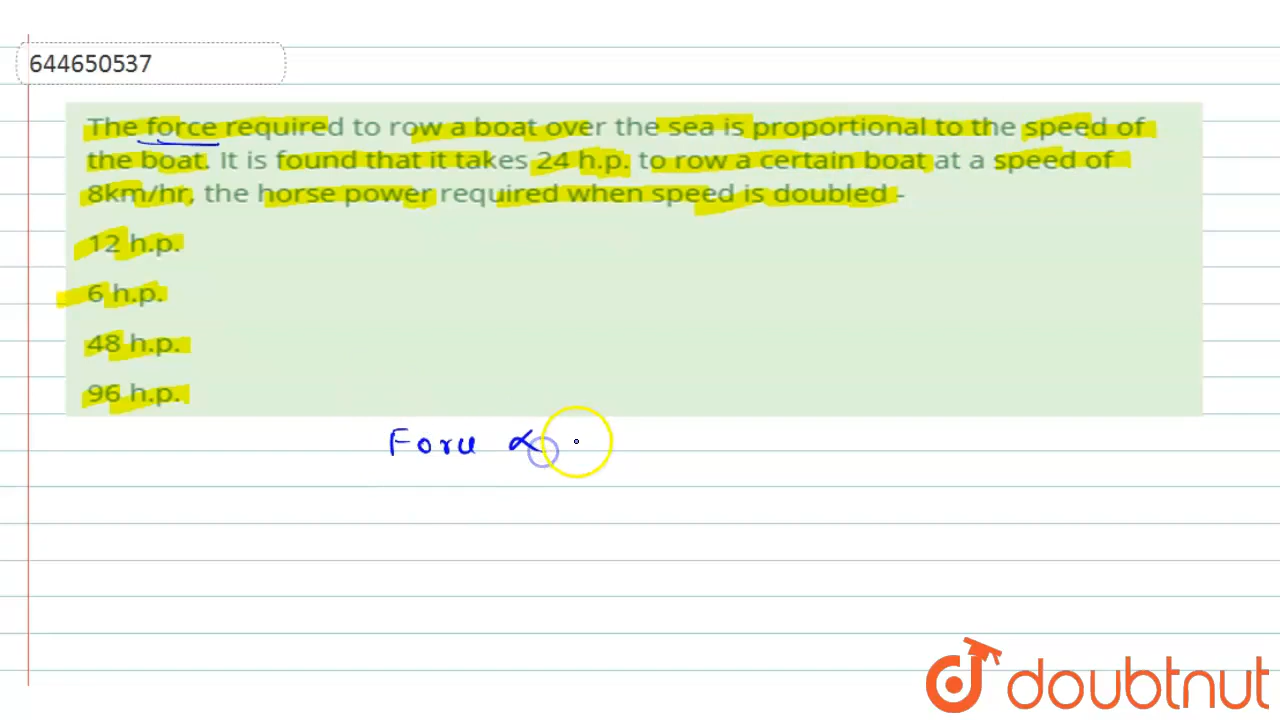 644650537
The force required to row a boat over the sea is proportional to the speed of
the boat. It is found that it takes 24 h.p. to row a certain boat at a speed of
8km/hr, the horse power required when speed is doubled -
12 h.p.
6 h.p.
48 h.p.
96 h.p.
Force ∝
doubtnut